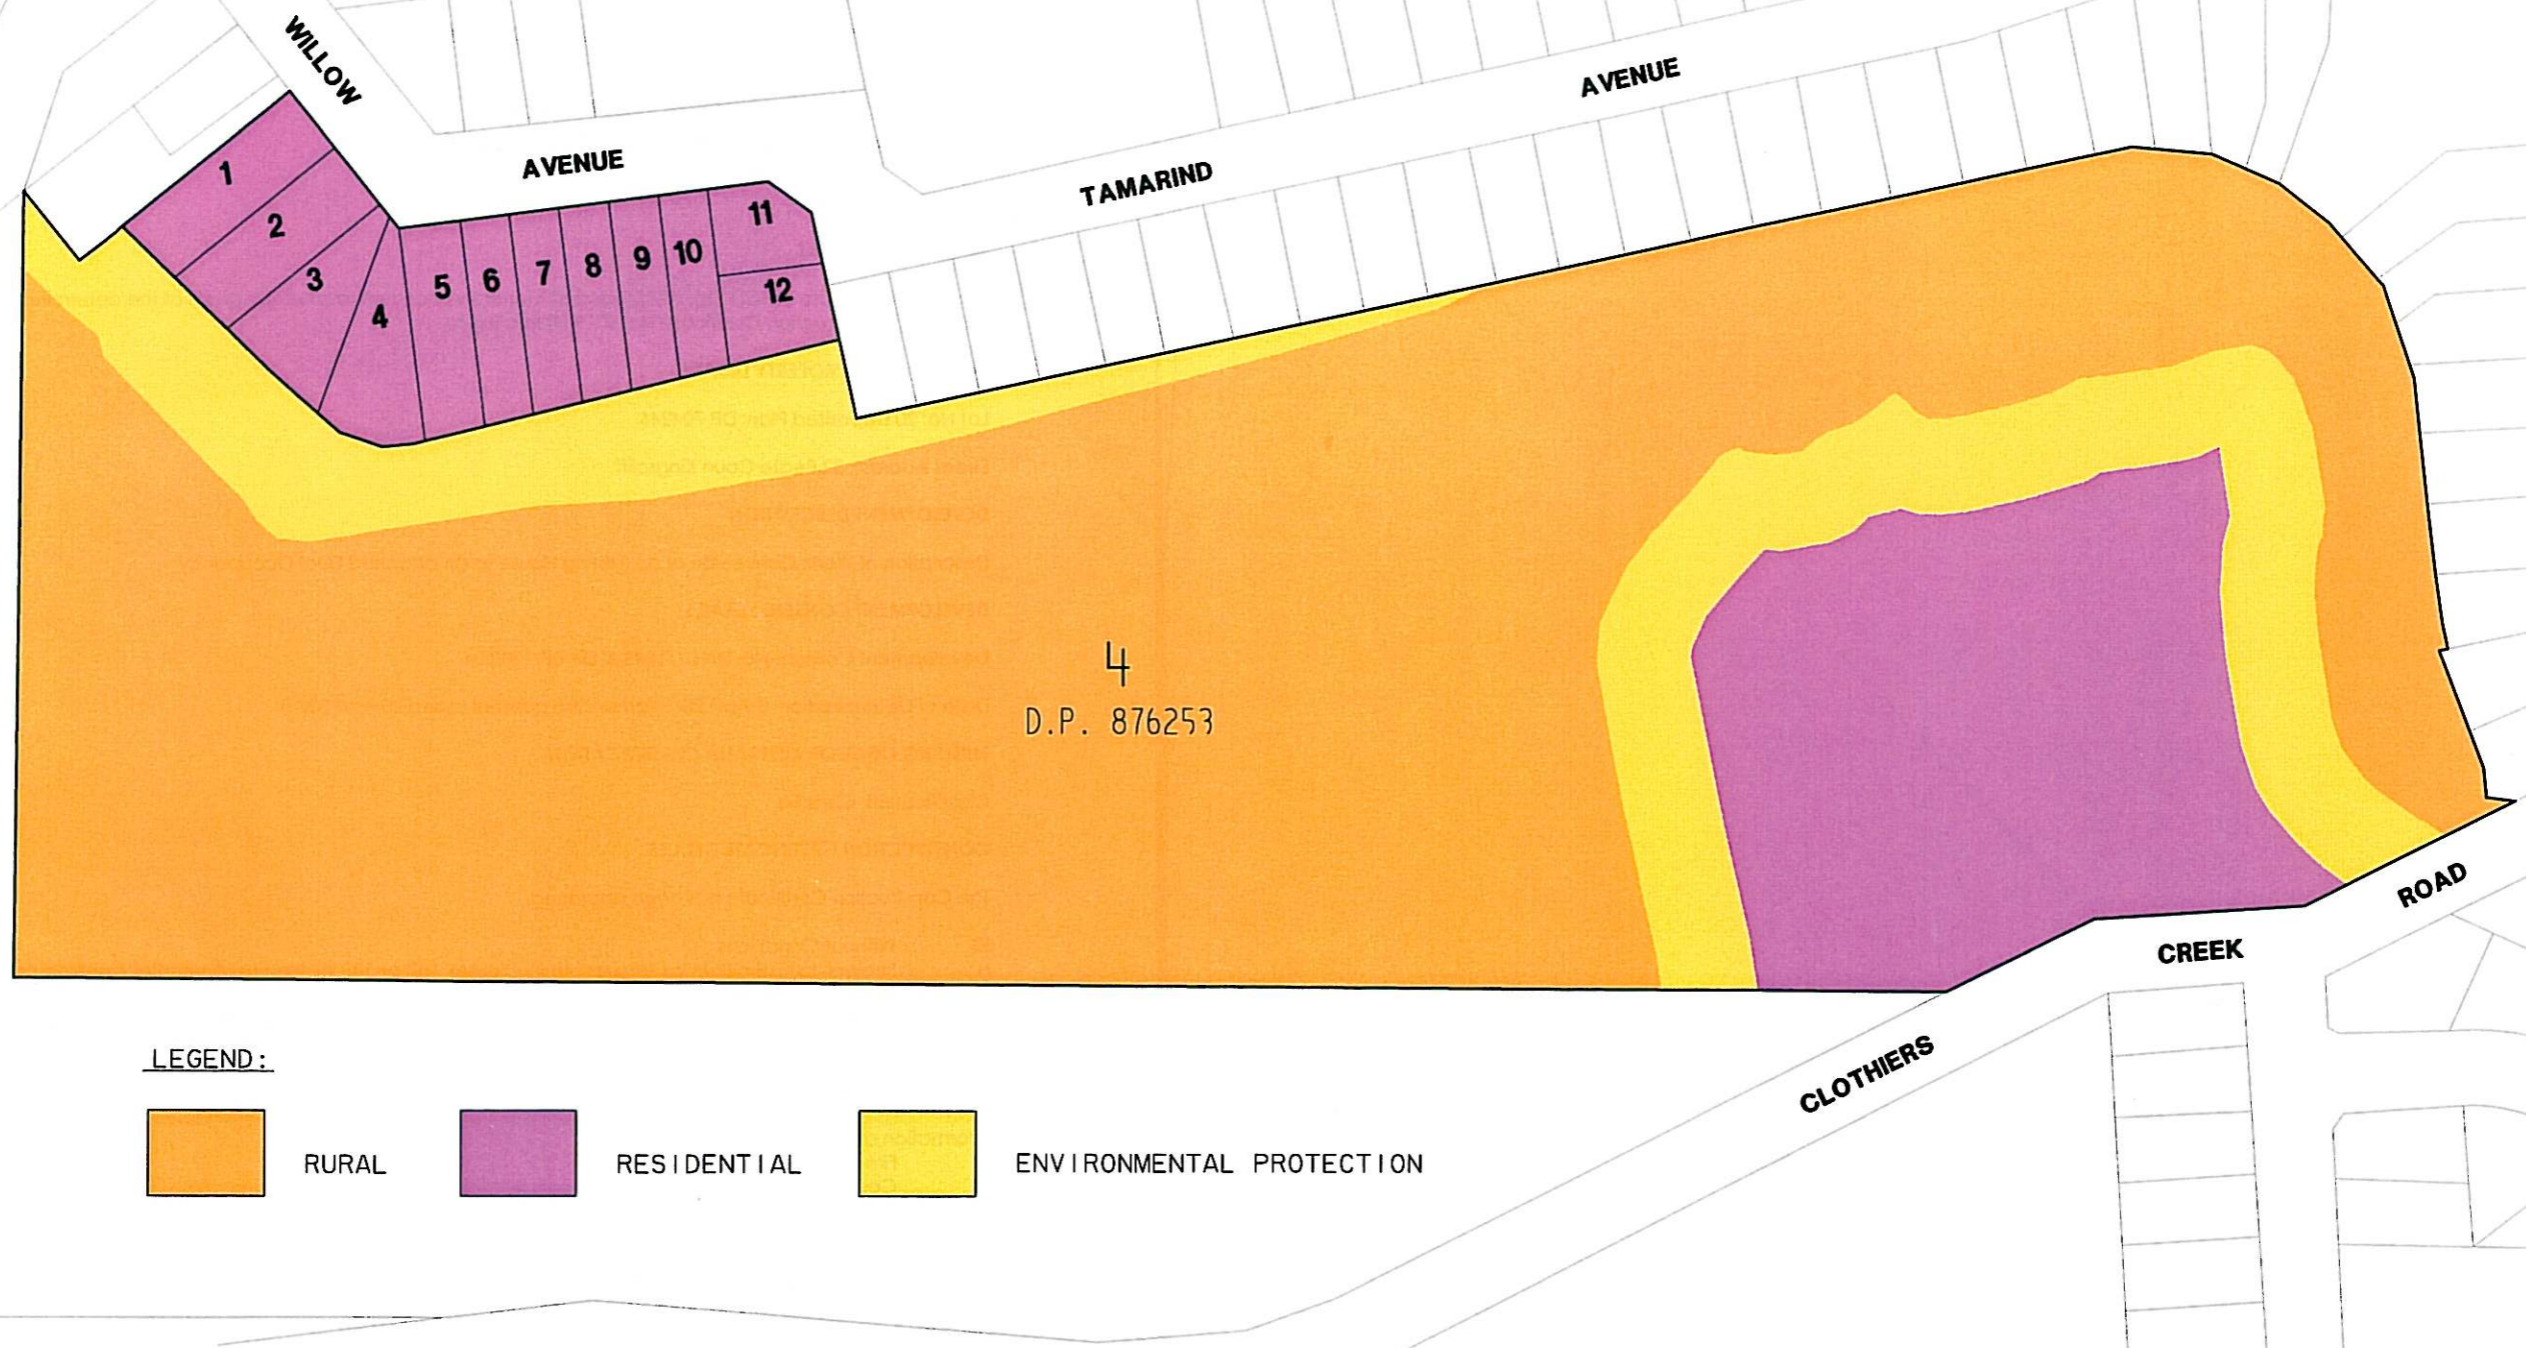 WILLOW
AVENUE
TAMARIND
AVENUE
1
2
3
4
5
6
7
8
9
10
11
12
4
D.P. 876253
CLOTHIERS
CREEK
ROAD
LEGEND:
RURAL
RESIDENTIAL
ENVIRONMENTAL PROTECTION